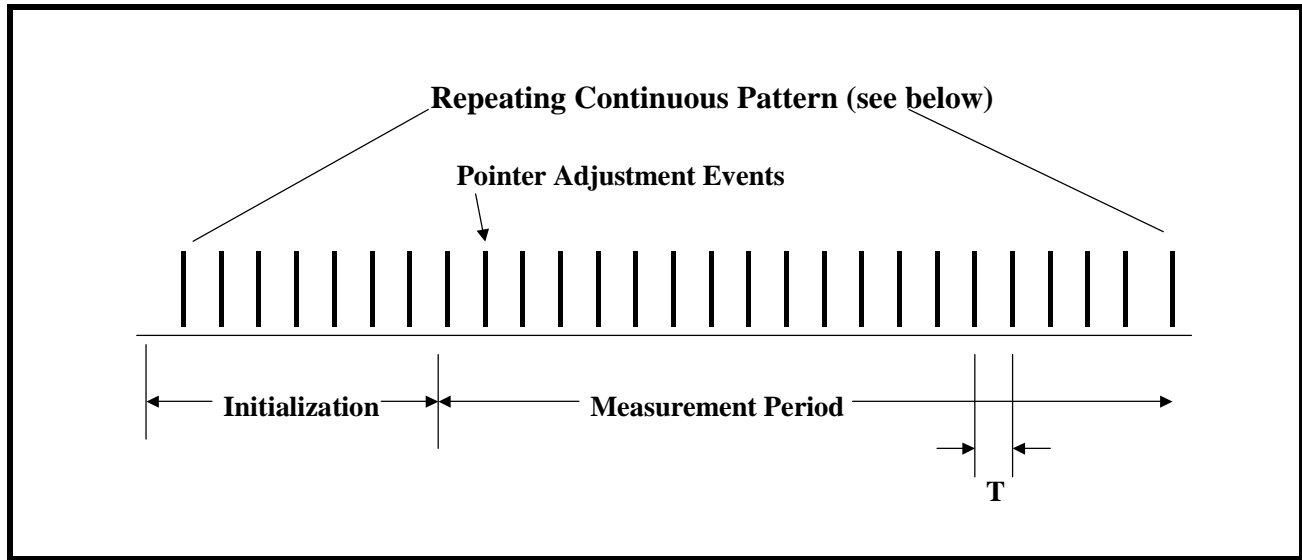 Repeating Continuous Pattern (see below)
Pointer Adjustment Events
Initialization
Measurement Period
T